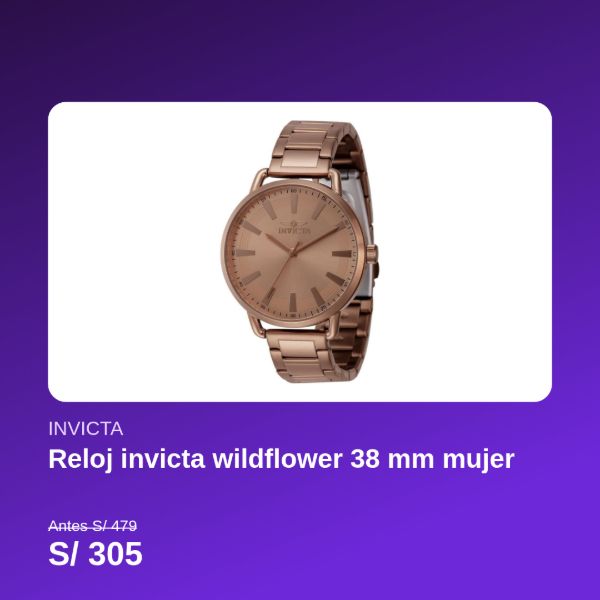 INVICTA
INVICTA
Reloj invicta wildflower 38 mm mujer
Antes S/ 479
S/ 305